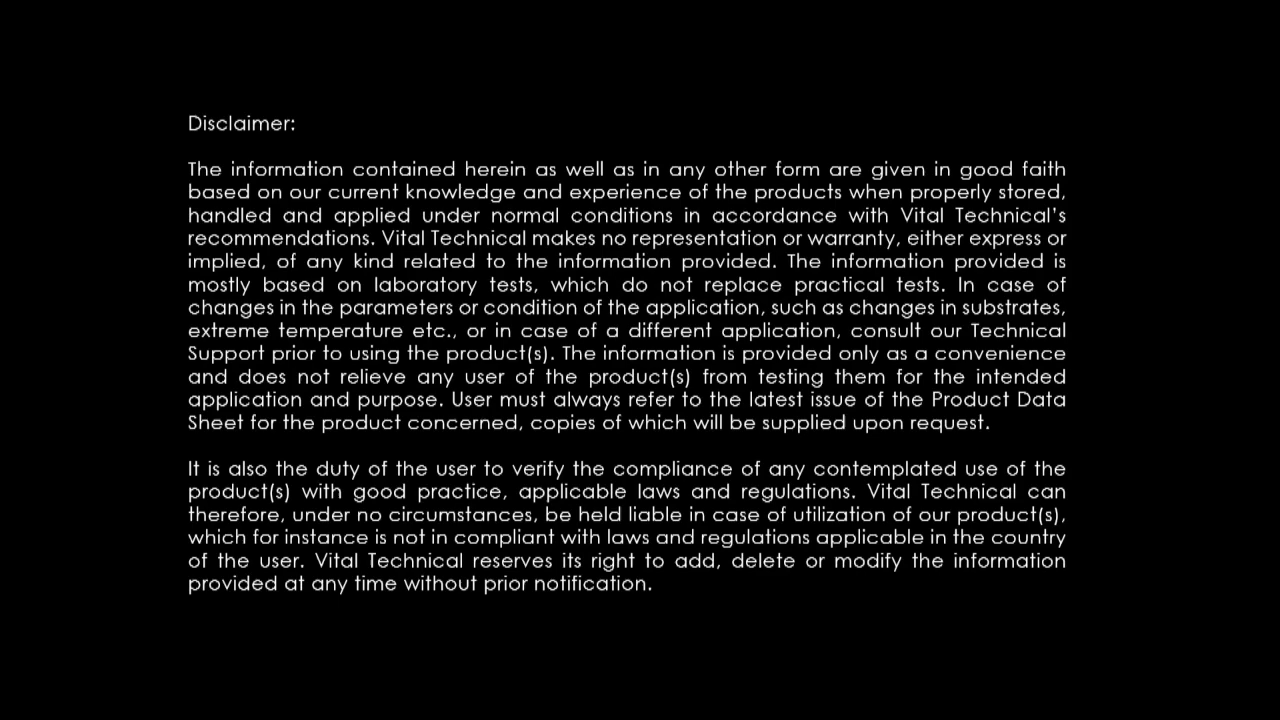 Disclaimer:
The information contained herein as well as in any other form are given in good faith
based on our current knowledge and experience of the products when properly stored,
handled and applied under normal conditions in accordance with Vital Technical's
recommendations. Vital Technical makes no representation or warranty, either express or
implied, of any kind related to the information provided. The information provided is
mostly based on laboratory tests, which do not replace practical tests. In case of
changes in the parameters or condition of the application, such as changes in substrates,
extreme temperature etc., or in case of a different application, consult our Technical
Support prior to using the product(s). The information is provided only as a convenience
and does not relieve any user of the product(s) from testing them for the intended
application and purpose. User must always refer to the latest issue of the Product Data
Sheet for the product concerned, copies of which will be supplied upon request.
It is also the duty of the user to verify the compliance of any contemplated use of the
product(s) with good practice, applicable laws and regulations. Vital Technical can
therefore, under no circumstances, be held liable in case of utilization of our product(s),
which for instance is not in compliant with laws and regulations applicable in the country
of the user. Vital Technical reserves its right to add, delete or modify the information
provided at any time without prior notification.